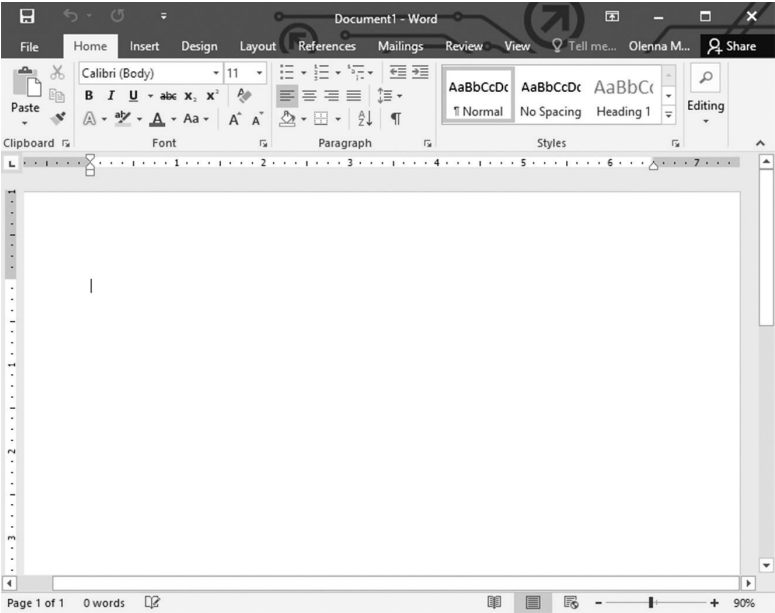 Document1 - Word
File Home Insert Design Layout References Mailings Review View Tell me... Olenna M... Share
Calibri (Body) 11
AaBbCcDc AaBbCcDc AaBbCc
Paste
B I U abc X₂ X² 
¶ Normal No Spacing Heading 1
Editing
A aby A Aa A A
Clipboard Font Paragraph Styles
L 1 2 3 4 5 6 7
1
1
2
3
Page 1 of 1 0 words 90%